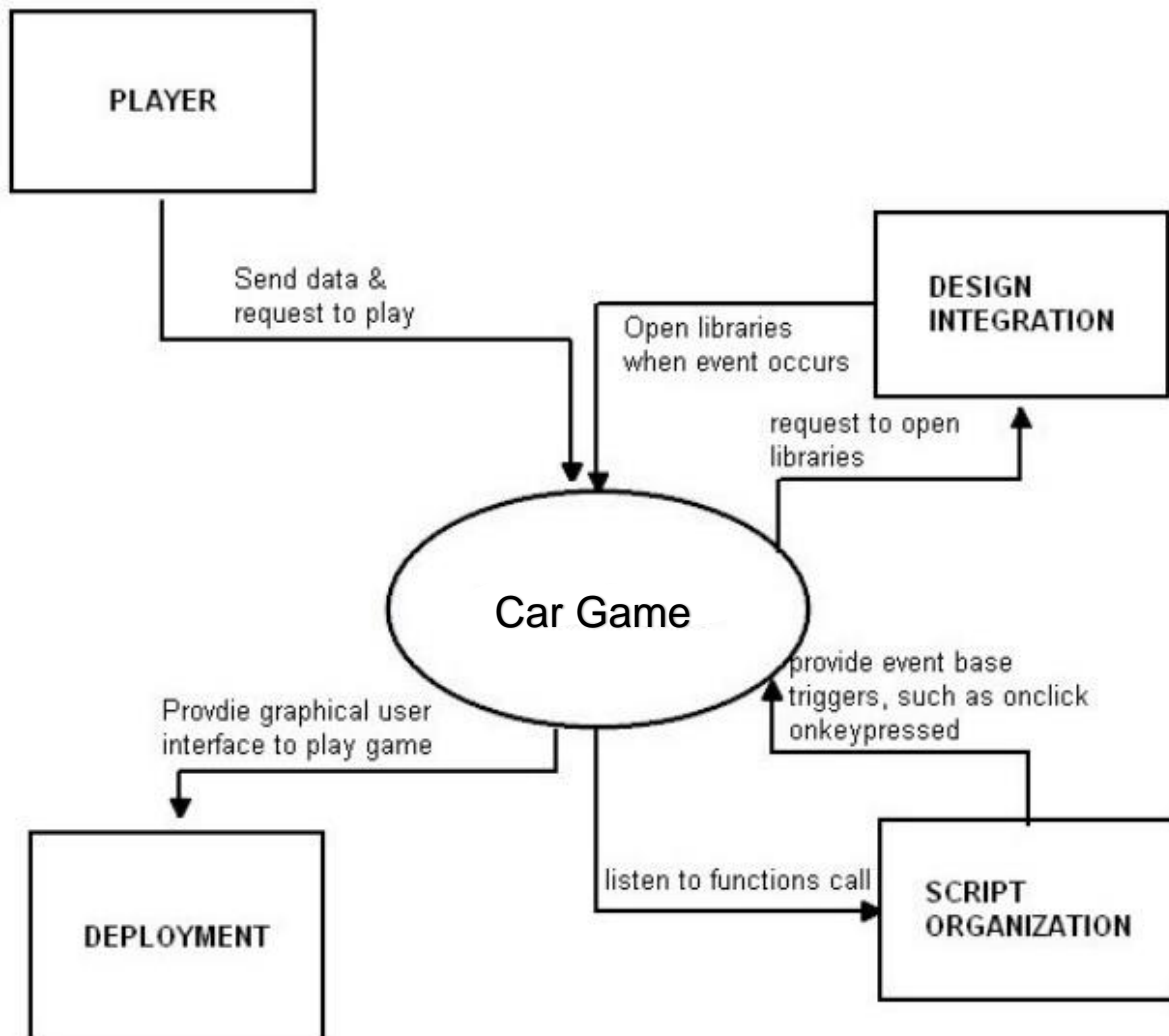 PLAYER
Send data &
request to play
DESIGN
INTEGRATION
Open libraries
when event occurs
request to open
libraries
Car Game
provide event base
triggers, such as onclick
onkeypressed
Provdie graphical user
interface to play game
listen to functions call
SCRIPT
ORGANIZATION
DEPLOYMENT